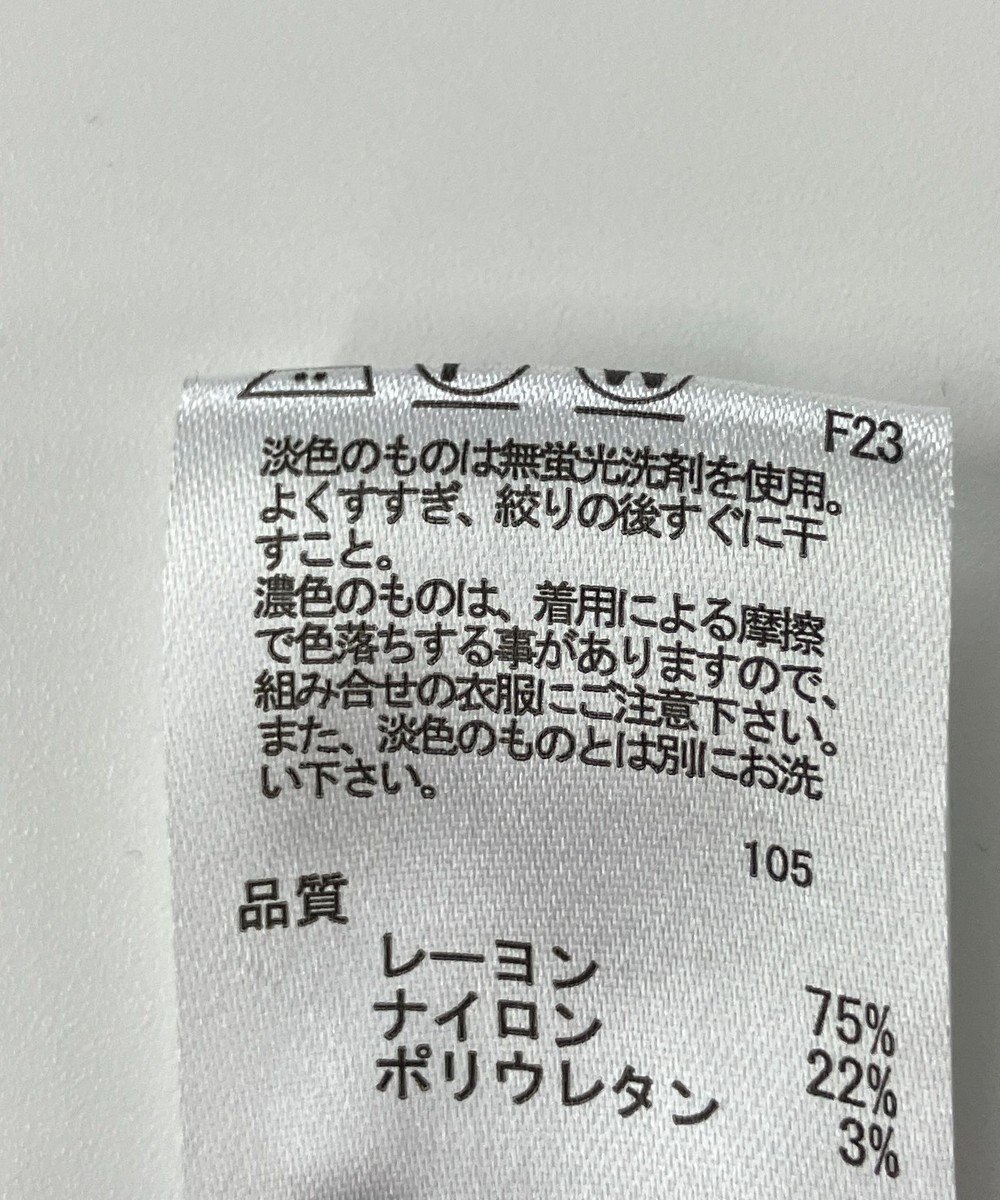 F23
淡色のものは無蛍光洗剤を使用。
よくすすぎ、絞りの後すぐに干
すこと。
濃色のものは、着用による摩擦
で色落ちする事がありますので、
組み合せの衣服にご注意下さい。
また、淡色のものとは別にお洗
い下さい。
105
品質
レーヨン 75%
ナイロン 22%
ポリウレタン 3%